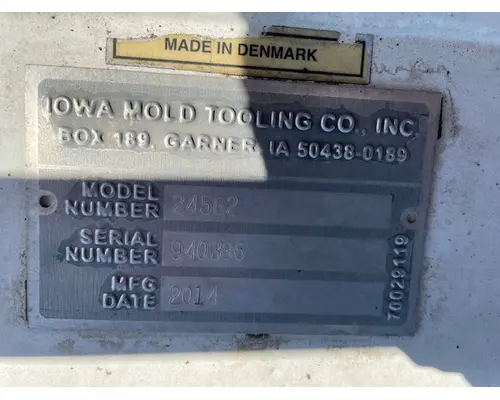 MADE IN DENMARK
IOWA MOLD TOOLING CO., INC.
BOX 189, GARNER, IA 50438-0189
MODEL
NUMBER 24562
SERIAL
NUMBER 940386
MFG
DATE 2014
70029119